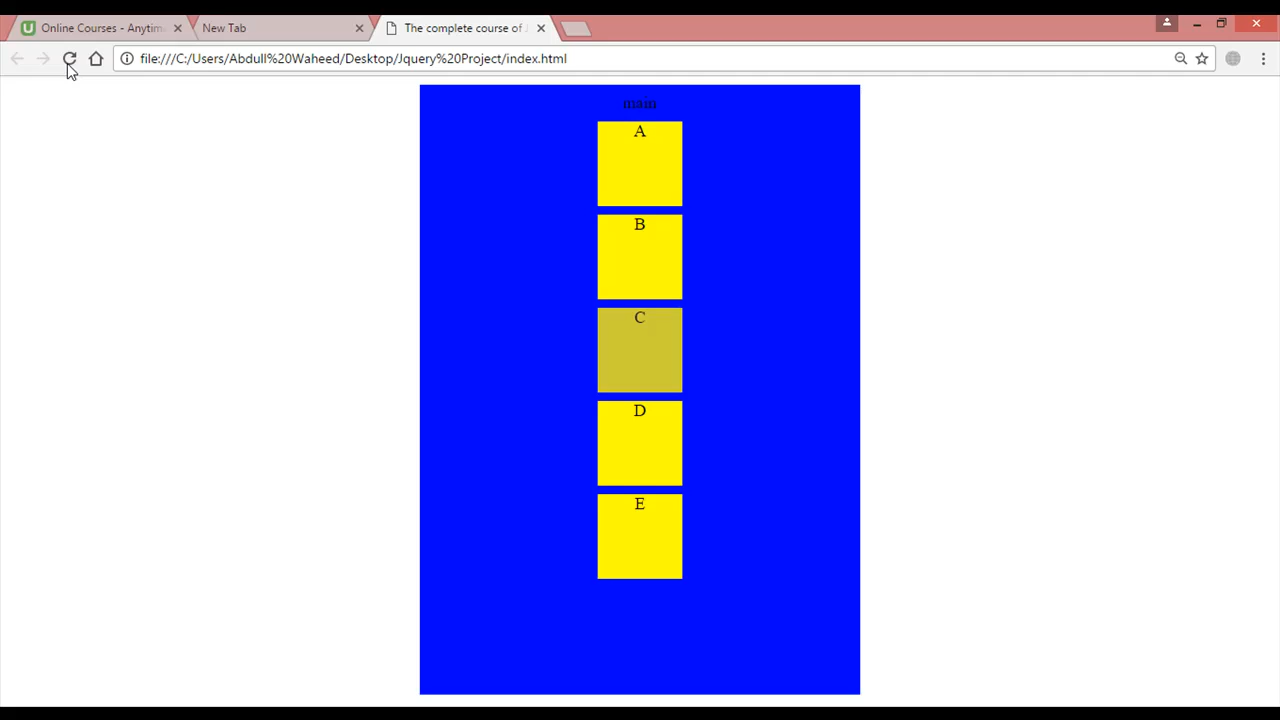 Online Courses - Anytim
New Tab
The complete course of J
file:///C:/Users/Abdull%20Waheed/Desktop/Jquery%20Project/index.html
main
A
B
C
D
E